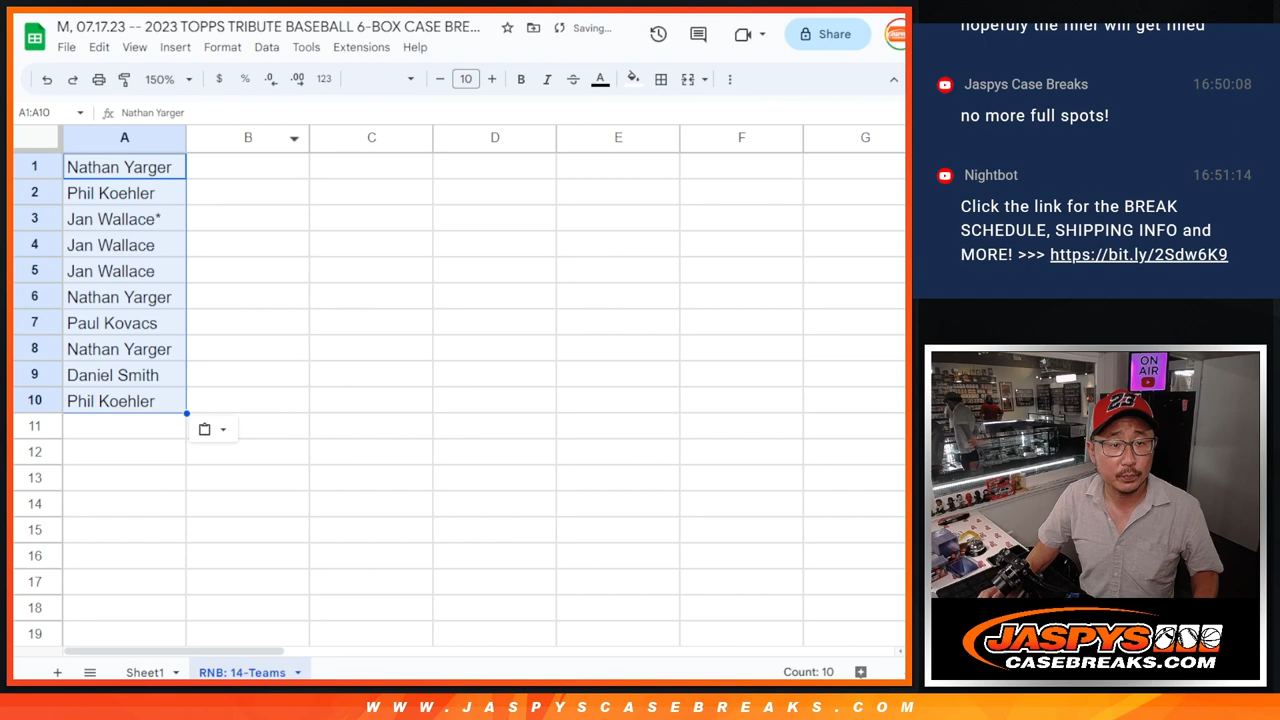 M, 07.17.23 -- 2023 TOPPS TRIBUTE BASEBALL 6-BOX CASE BRE...
Saving...
Share
File Edit View Insert Format Data Tools Extensions Help
150% $ % .0 .00 123 10 B I S A
A1:A10 fx Nathan Yarger
A B C D E F G
1 Nathan Yarger
2 Phil Koehler
3 Jan Wallace*
4 Jan Wallace
5 Jan Wallace
6 Nathan Yarger
7 Paul Kovacs
8 Nathan Yarger
9 Daniel Smith
10 Phil Koehler
11
12
13
14
15
16
17
18
19
Sheet1 RNB: 14-Teams Count: 10
hopefully the filler will get filled
Jaspys Case Breaks 16:50:08
no more full spots!
Nightbot 16:51:14
Click the link for the BREAK
SCHEDULE, SHIPPING INFO and
MORE! >>> https://bit.ly/2Sdw6K9
ON
AIR
23
JASPYS
CASEBREAKS.COM
WWW.JASPYSCASEBREAKS.COM